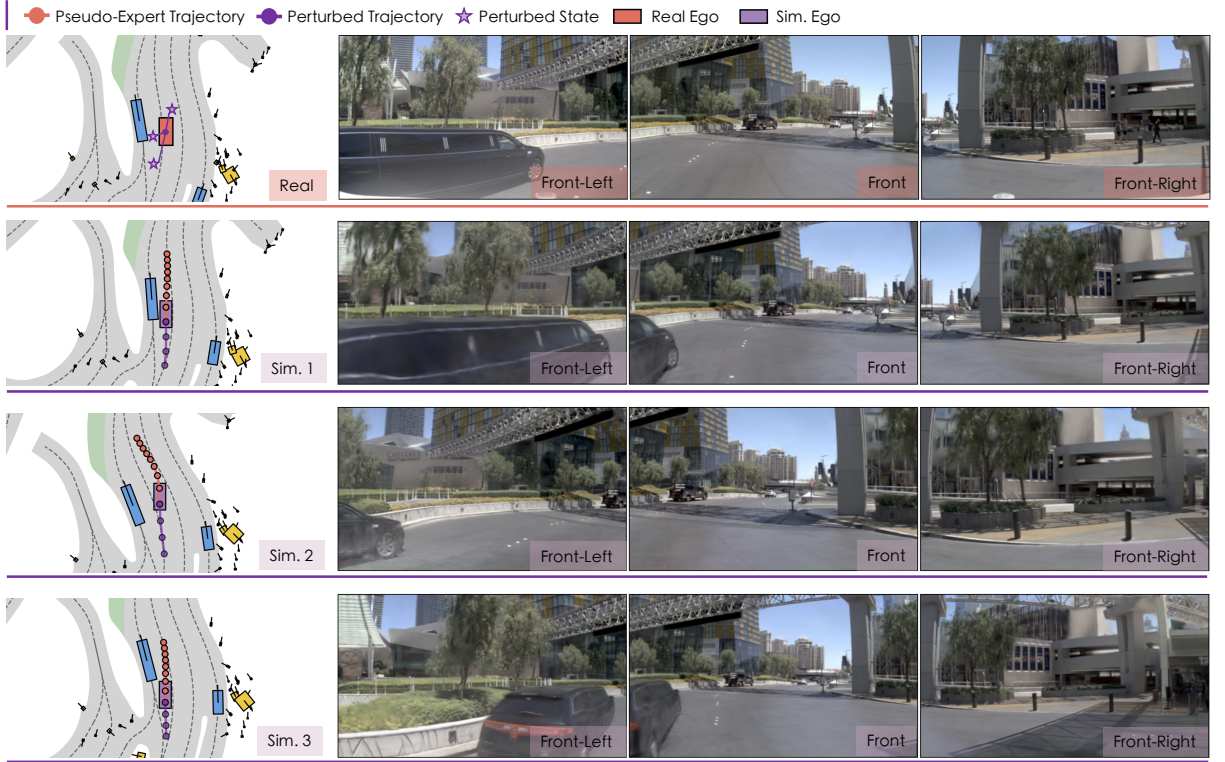 Pseudo-Expert Trajectory Perturbed Trajectory Perturbed State Real Ego Sim. Ego
Real Front-Left Front Front-Right
Sim. 1 Front-Left Front Front-Right
CAESARS
Sim. 2 Front-Left Front Front-Right
Sim. 3 Front-Left Front Front-Right